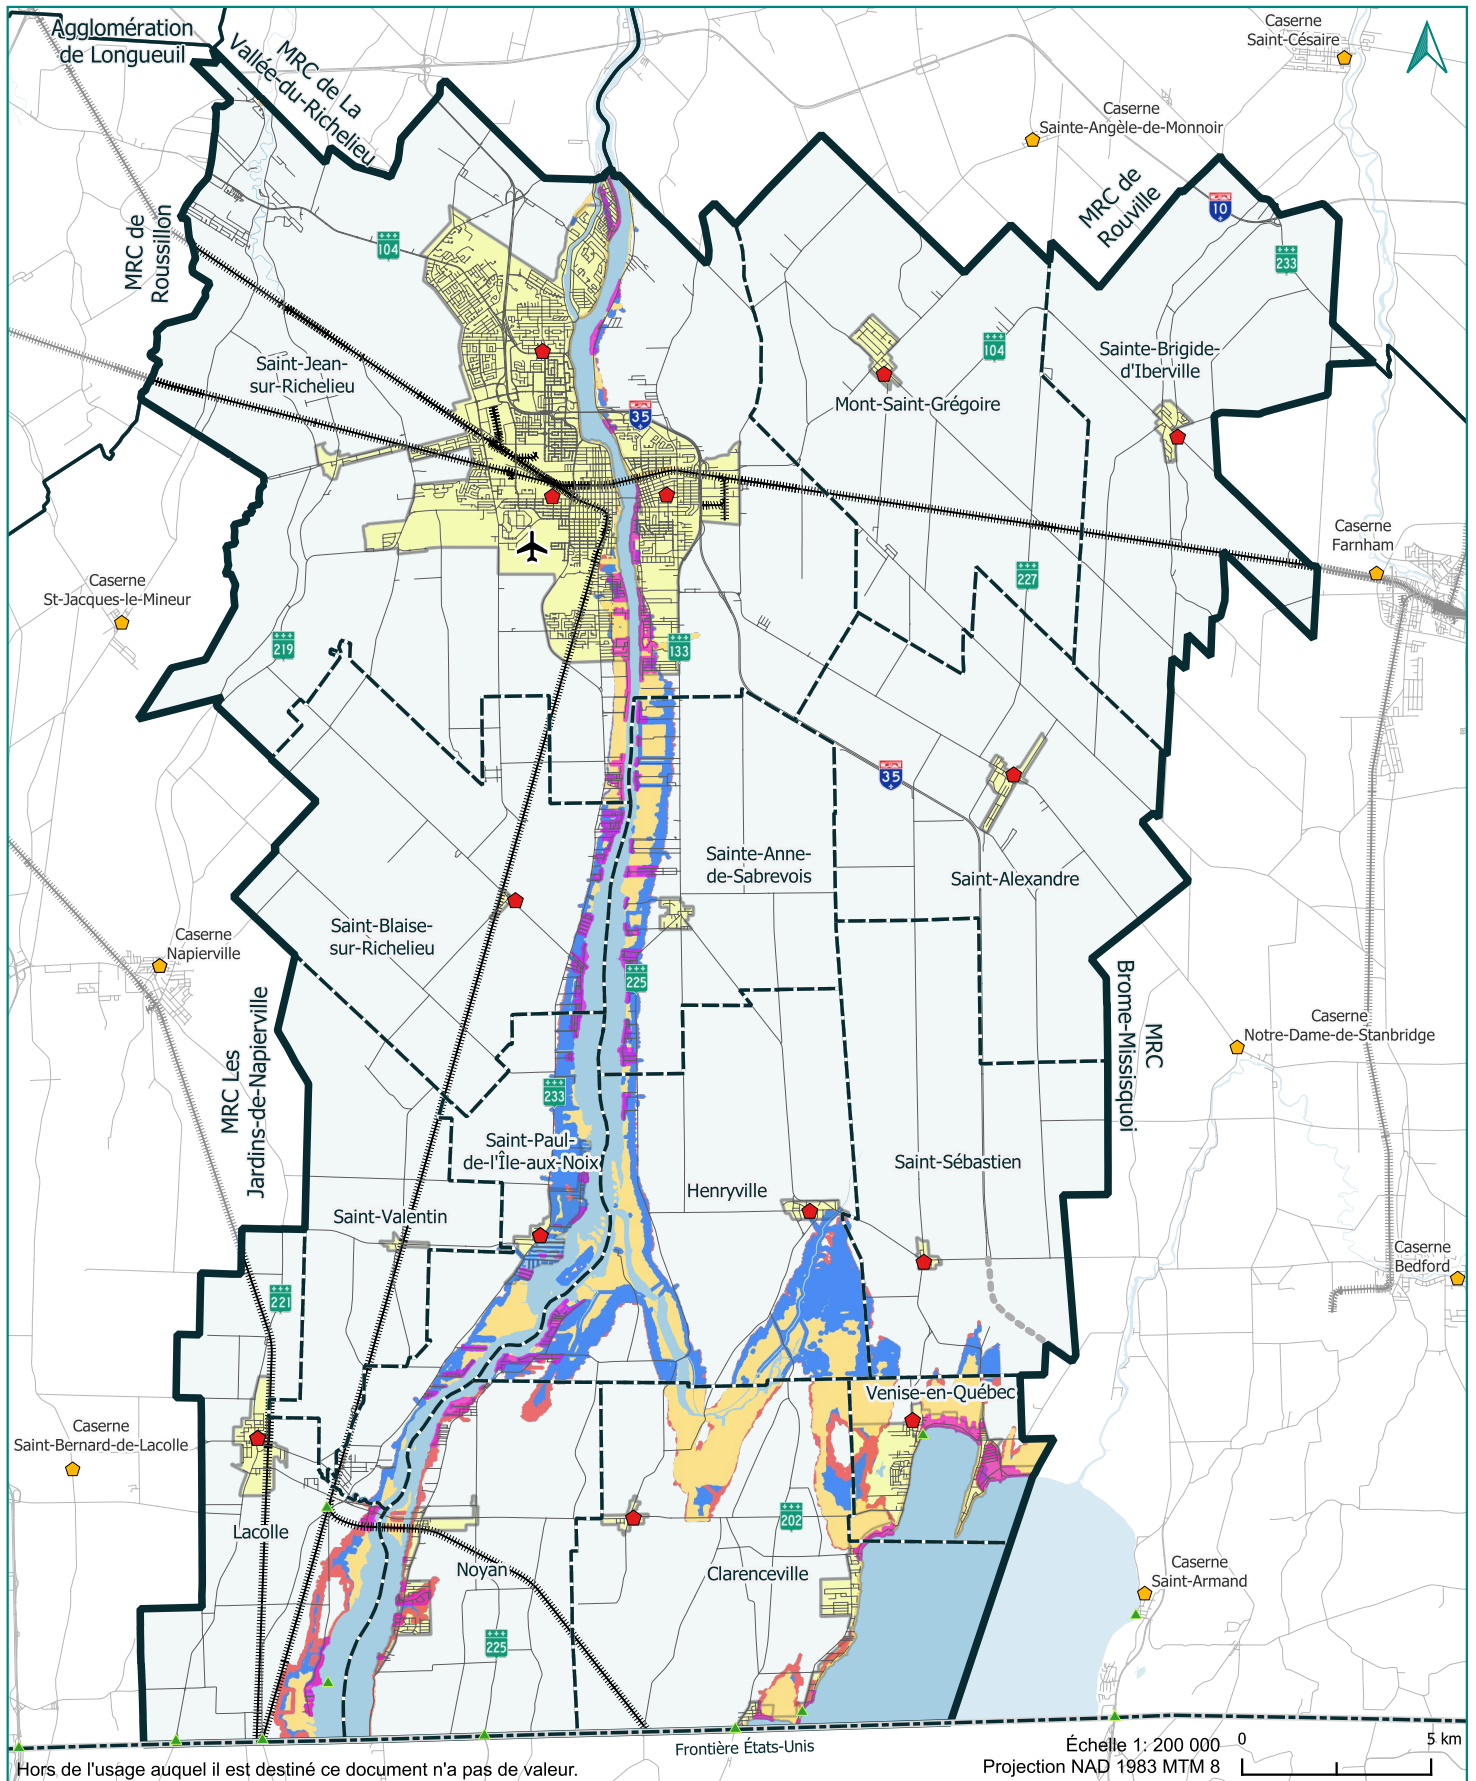 Agglomération
de Longueuil
MRC de La
Vallée-du-Richelieu
Caserne
Saint-Césaire
Caserne
Sainte-Angèle-de-Monnoir
MRC de
Rouville
10
MRC de
Roussillon
104
233
104
Saint-Jean-
sur-Richelieu
Sainte-Brigide-
d'Iberville
Mont-Saint-Grégoire
35
Caserne
Farnham
Caserne
St-Jacques-le-Mineur
227
219
133
35
Sainte-Anne-
de-Sabrevois
Saint-Alexandre
Saint-Blaise-
sur-Richelieu
Caserne
Napierville
225
MRC
Brome-Missisquoi
Caserne
Notre-Dame-de-Stanbridge
MRC Les
Jardins-de-Napierville
233
Saint-Paul-
de-l'Île-aux-Noix
Saint-Sébastien
Henryville
Saint-Valentin
Caserne
Bedford
221
Venise-en-Québec
Caserne
Saint-Bernard-de-Lacolle
202
Lacolle
Noyan
Clarenceville
Caserne
Saint-Armand
225
Frontière États-Unis
Échelle 1: 200 000
Projection NAD 1983 MTM 8
0
5 km
Hors de l'usage auquel il est destiné ce document n'a pas de valeur.